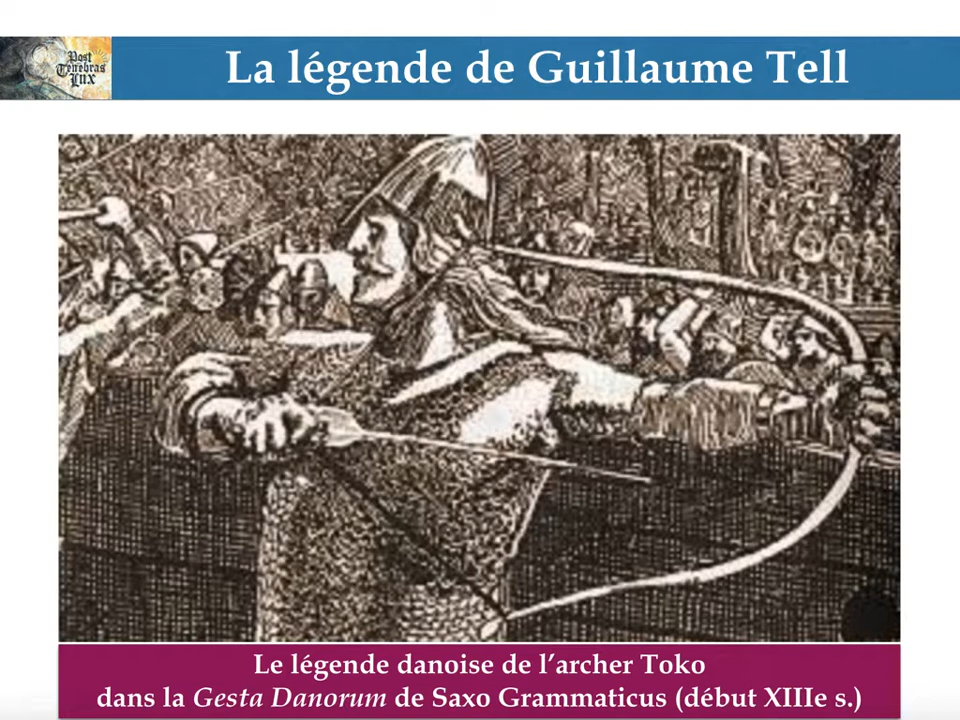 Post
Tenebras
Lux
La légende de Guillaume Tell
Le légende danoise de l’archer Toko
dans la Gesta Danorum de Saxo Grammaticus (début XIIIe s.)